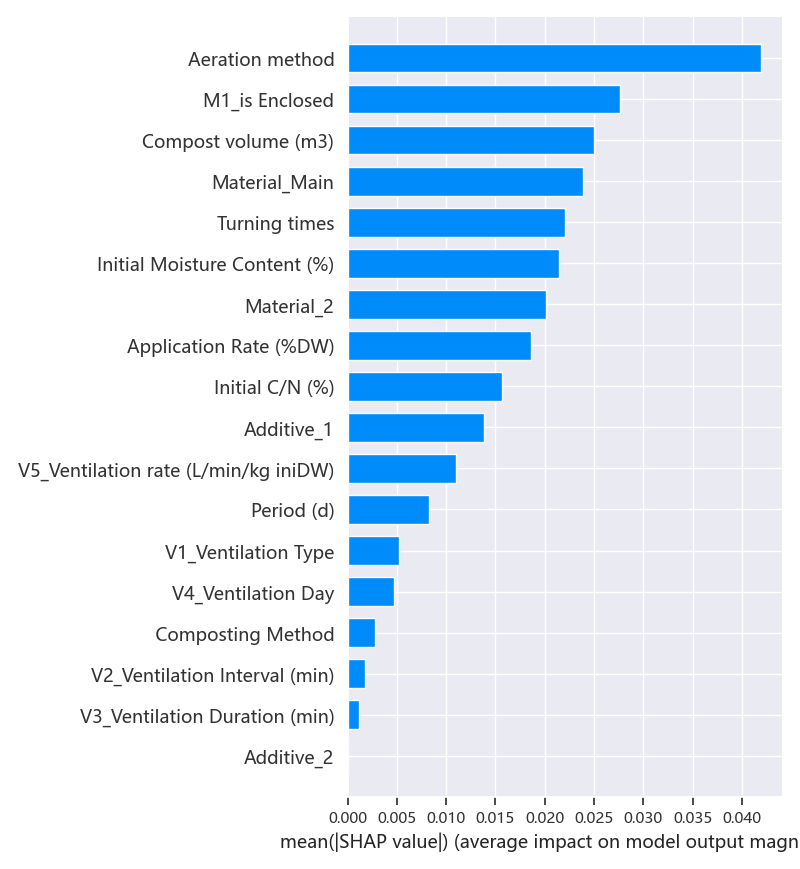 Aeration method
M1_is Enclosed
Compost volume (m3)
Material_Main
Turning times
Initial Moisture Content (%)
Material_2
Application Rate (%DW)
Initial C/N (%)
Additive_1
V5_Ventilation rate (L/min/kg iniDW)
Period (d)
V1_Ventilation Type
V4_Ventilation Day
Composting Method
V2_Ventilation Interval (min)
V3_Ventilation Duration (min)
Additive_2
0.000 0.005 0.010 0.015 0.020 0.025 0.030 0.035 0.040
mean(|SHAP value|) (average impact on model output magn